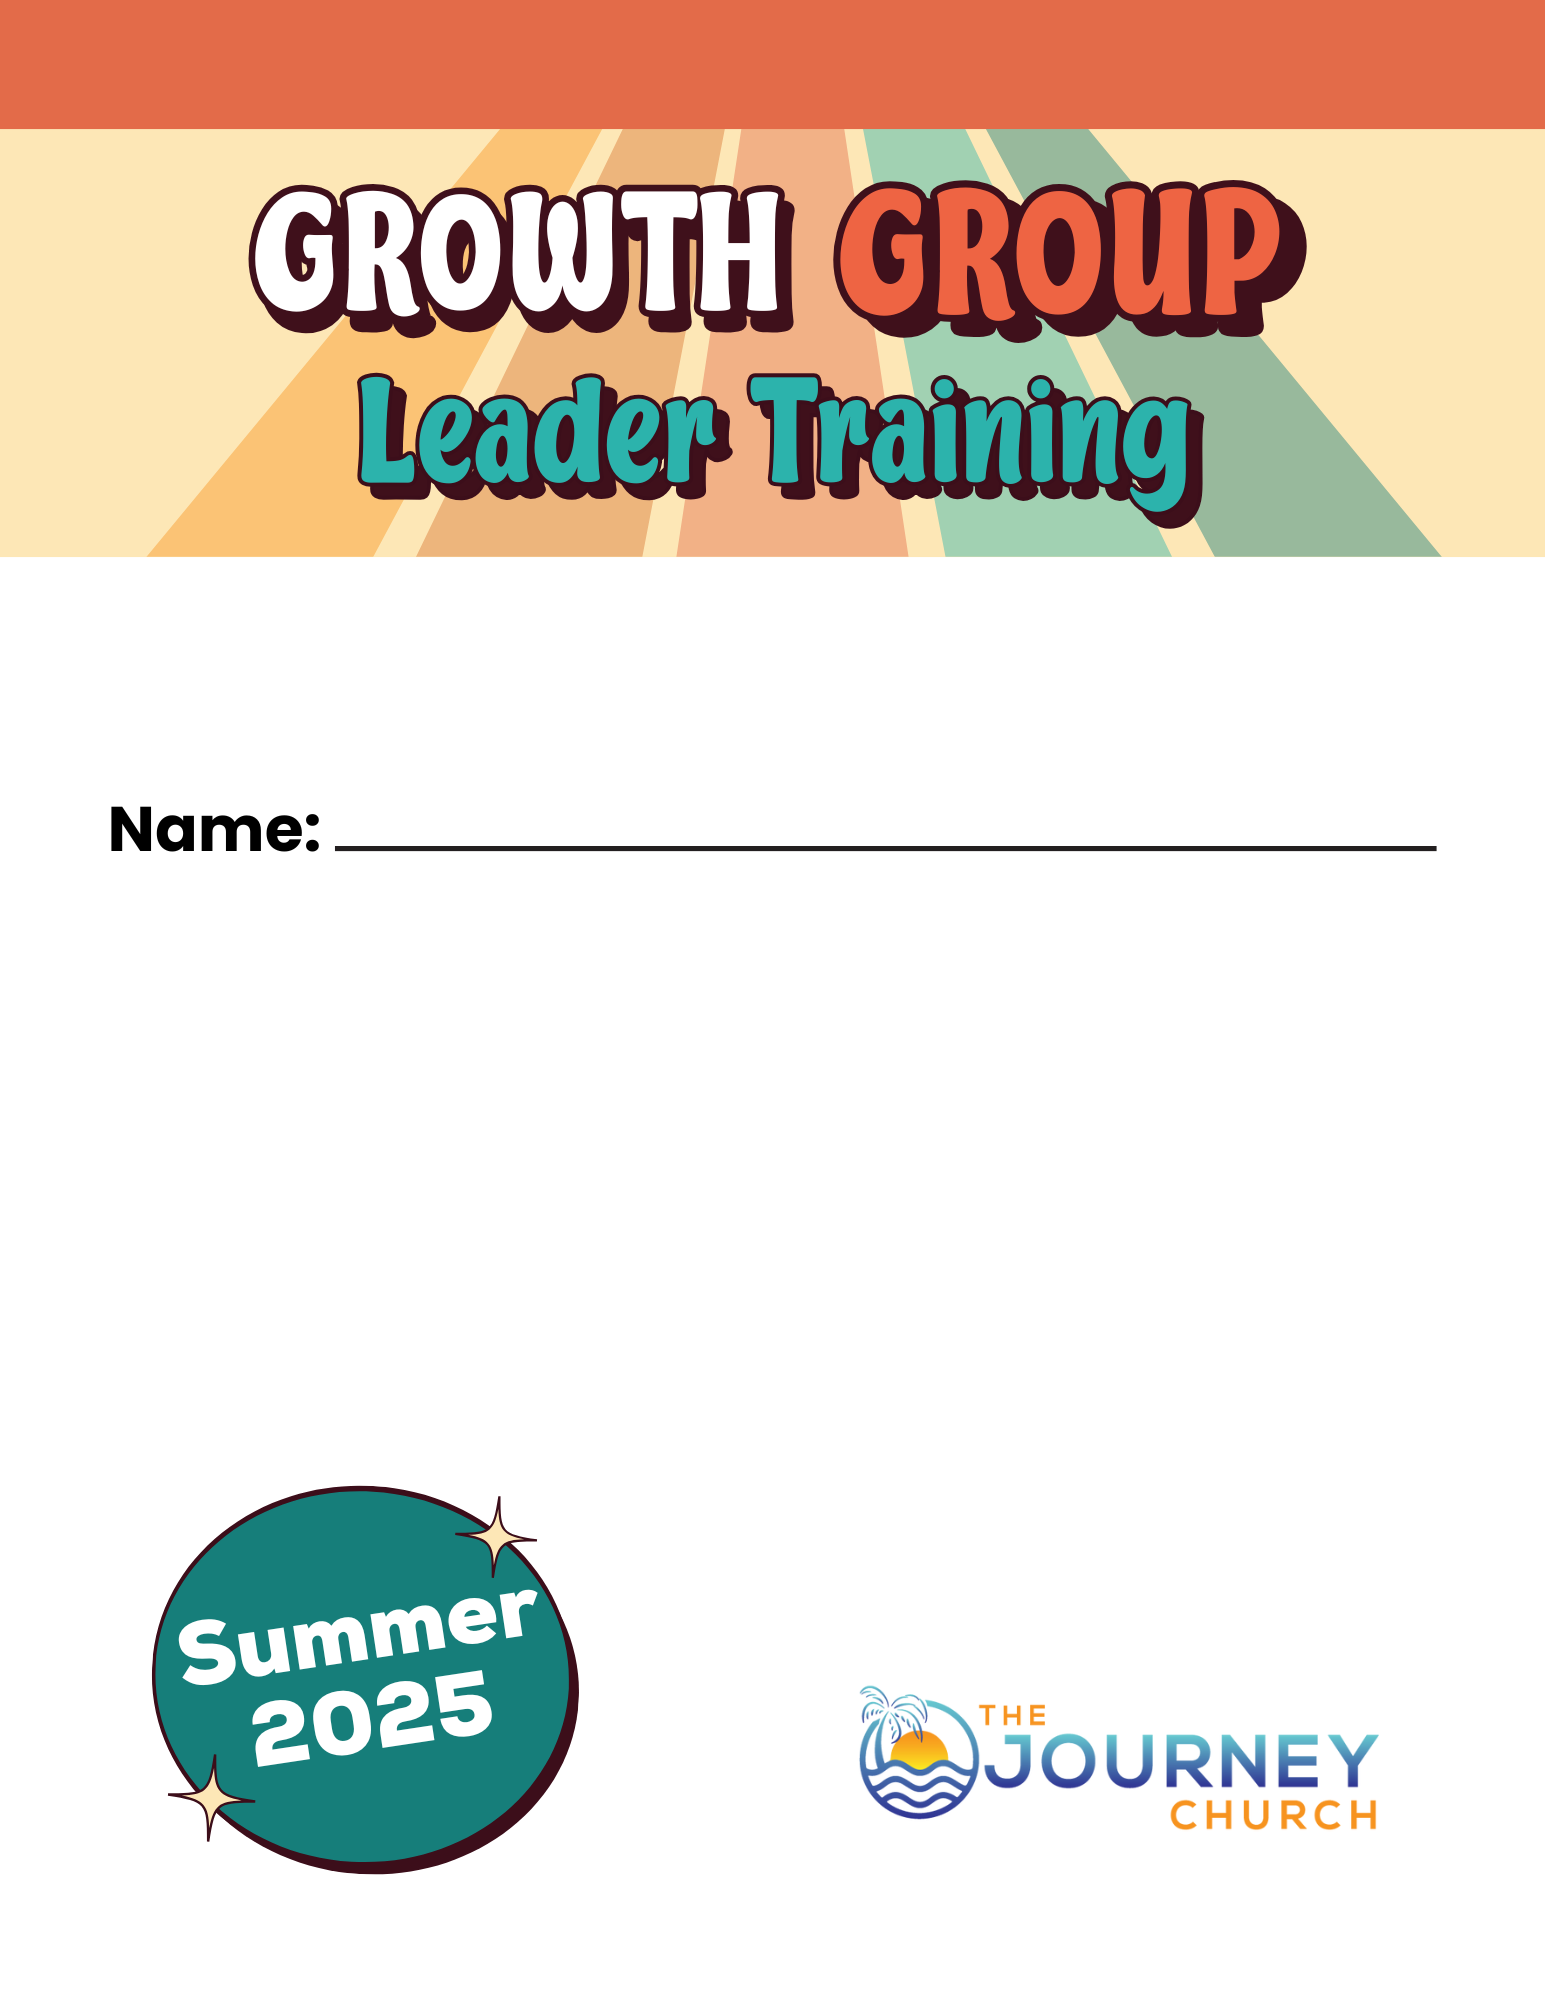 GROWTH GROUP
Leader Training
Name:
Summer
2025
THE
JOURNEY
CHURCH